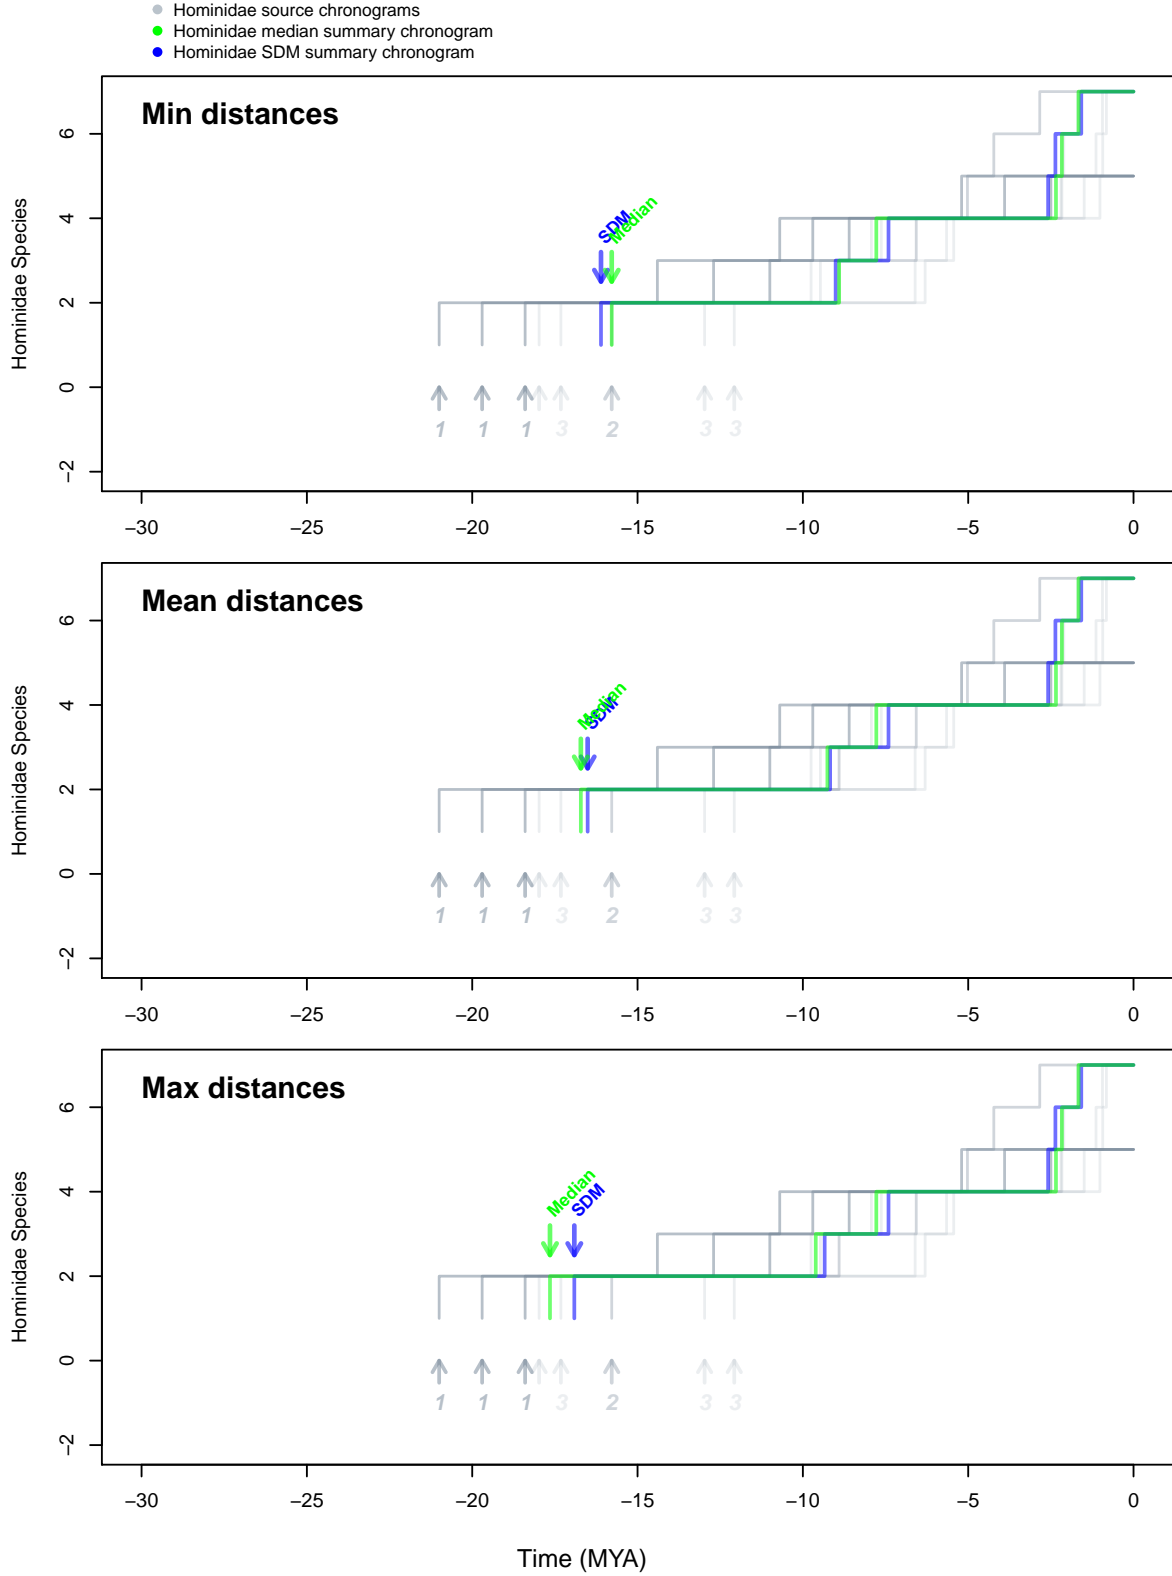 Hominidae source chronograms
Hominidae median summary chronogram
Hominidae SDM summary chronogram
Min distances
Hominidae Species
6
4
2
0
−2
SDM
Median
1 1 1 3 2 3 3
−30 −25 −20 −15 −10 −5 0
Mean distances
Hominidae Species
6
4
2
0
−2
Median
SDM
1 1 1 3 2 3 3
−30 −25 −20 −15 −10 −5 0
Max distances
Hominidae Species
6
4
2
0
−2
Median
SDM
1 1 1 3 2 3 3
−30 −25 −20 −15 −10 −5 0
Time (MYA)